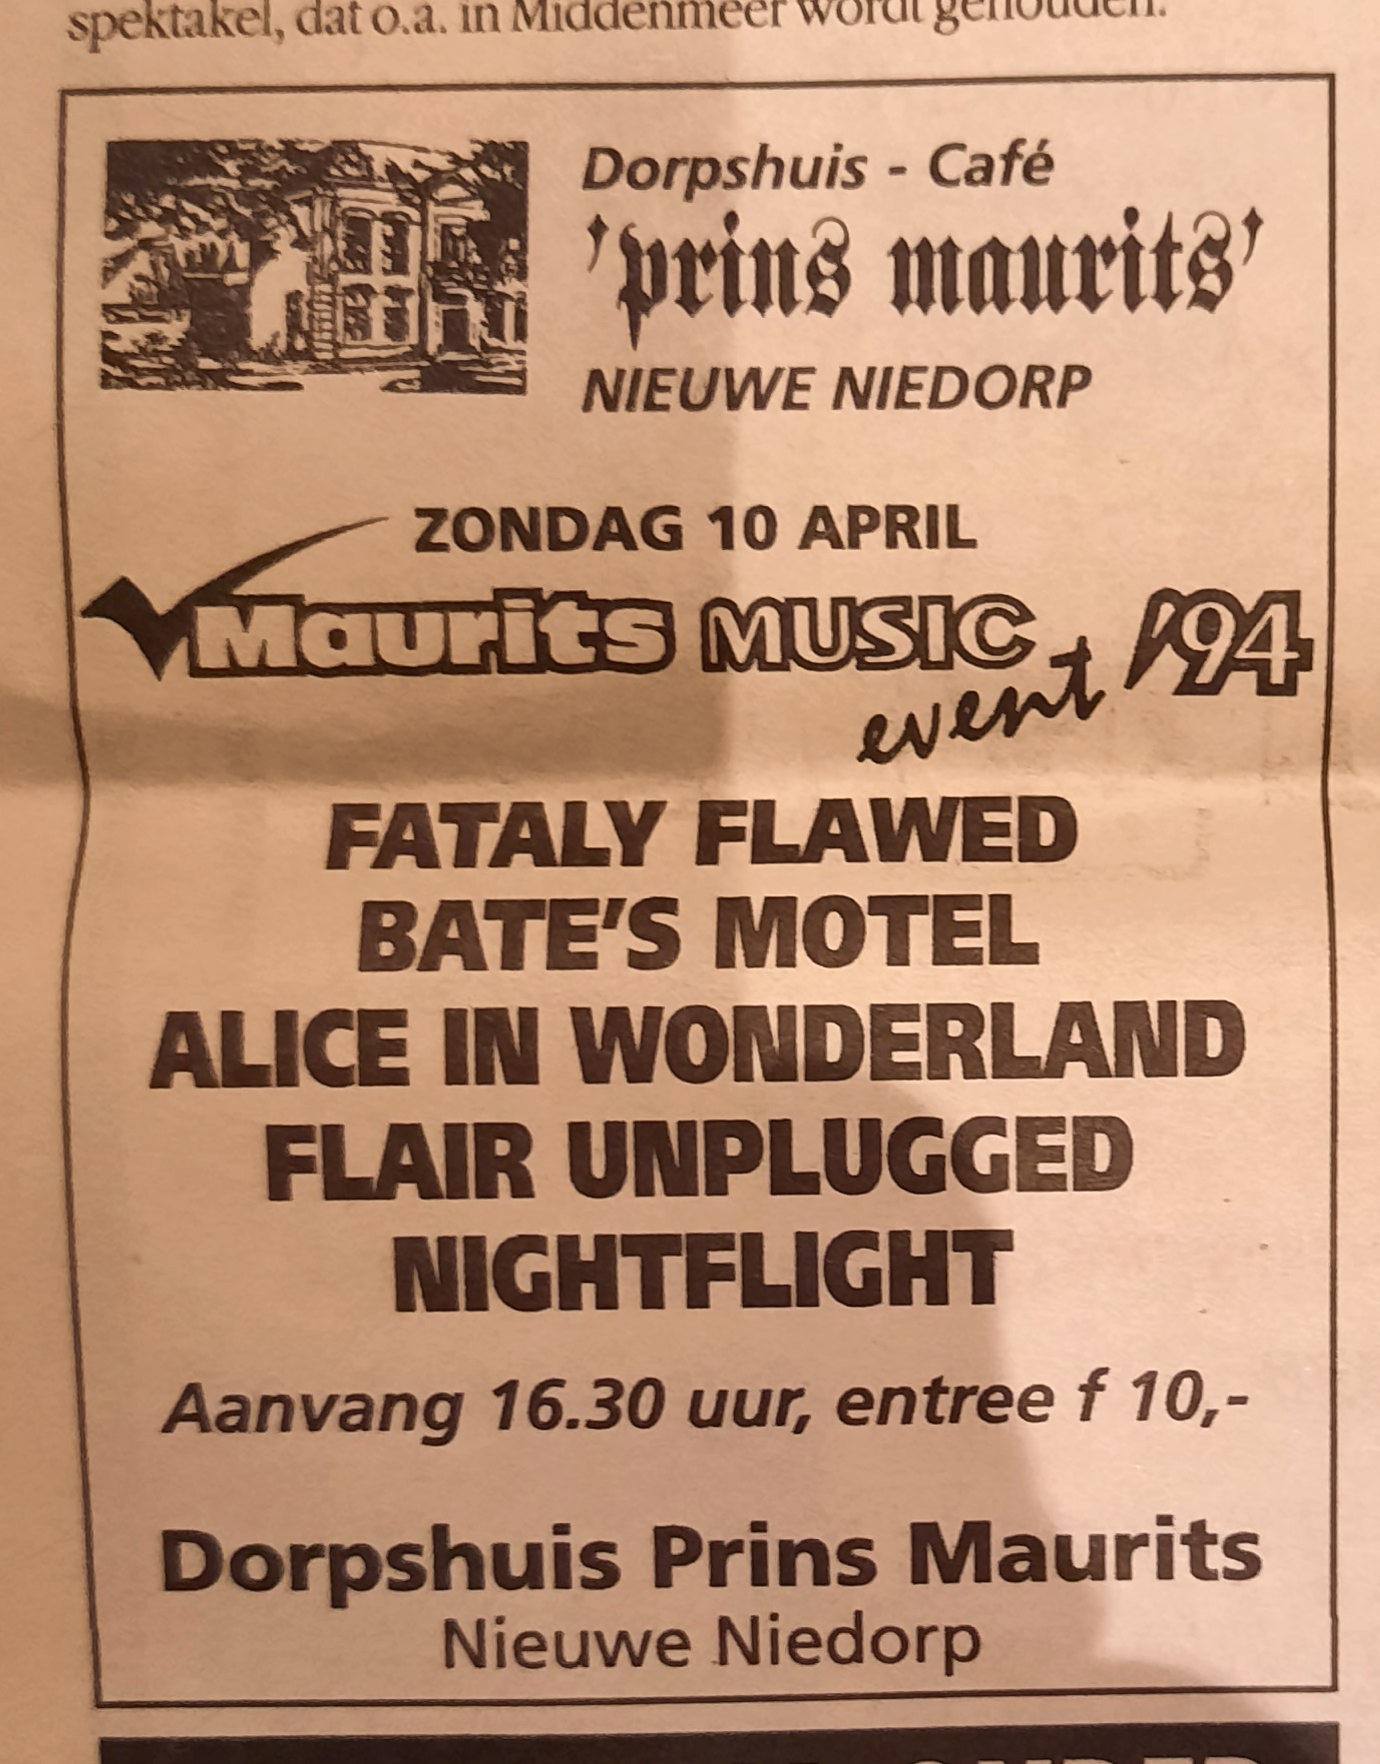 spektakel, dat o.a. in Middenmeer wordt gehouden.
Dorpshuis - Café
'prins maurits'
NIEUWE NIEDORP
ZONDAG 10 APRIL
Maurits MUSIC event '94
FATALY FLAWED
BATE'S MOTEL
ALICE IN WONDERLAND
FLAIR UNPLUGGED
NIGHTFLIGHT
Aanvang 16.30 uur, entree f 10,-
Dorpshuis Prins Maurits
Nieuwe Niedorp